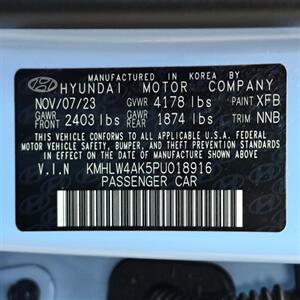 MANUFACTURED IN KOREA BY
HYUNDAI MOTOR COMPANY
NOV/07/23 GVWR 4178 lbs PAINT XFB
GAWR FRONT 2403 lbs GAWR REAR 1874 lbs TRIM NNB
THIS VEHICLE CONFORMS TO ALL APPLICABLE
U.S. FEDERAL MOTOR VEHICLE SAFETY, BUMPER,
AND THEFT PREVENTION STANDARDS IN EFFECT
ON THE DATE OF MANUFACTURE SHOWN ABOVE.
V.I.N KMHLW4AK5PU018916
PASSENGER CAR